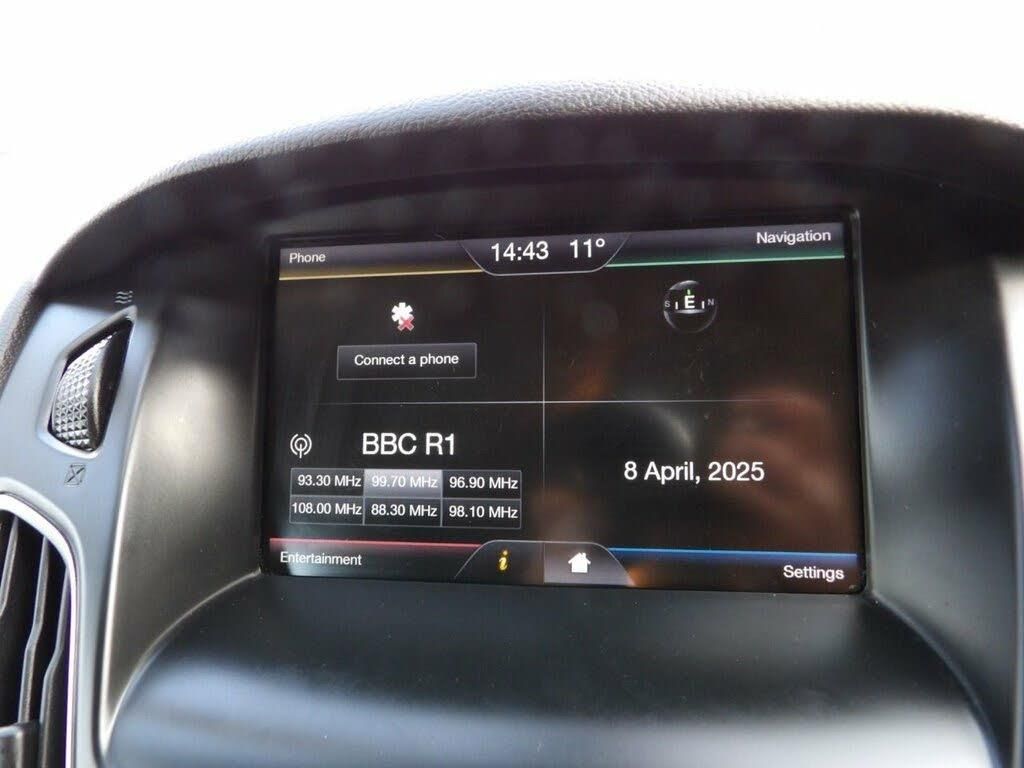 Phone
14:43 11°
Navigation
S E N
Connect a phone
BBC R1
93.30 MHz 99.70 MHz 96.90 MHz
108.00 MHz 88.30 MHz 98.10 MHz
8 April, 2025
Entertainment
i
Settings